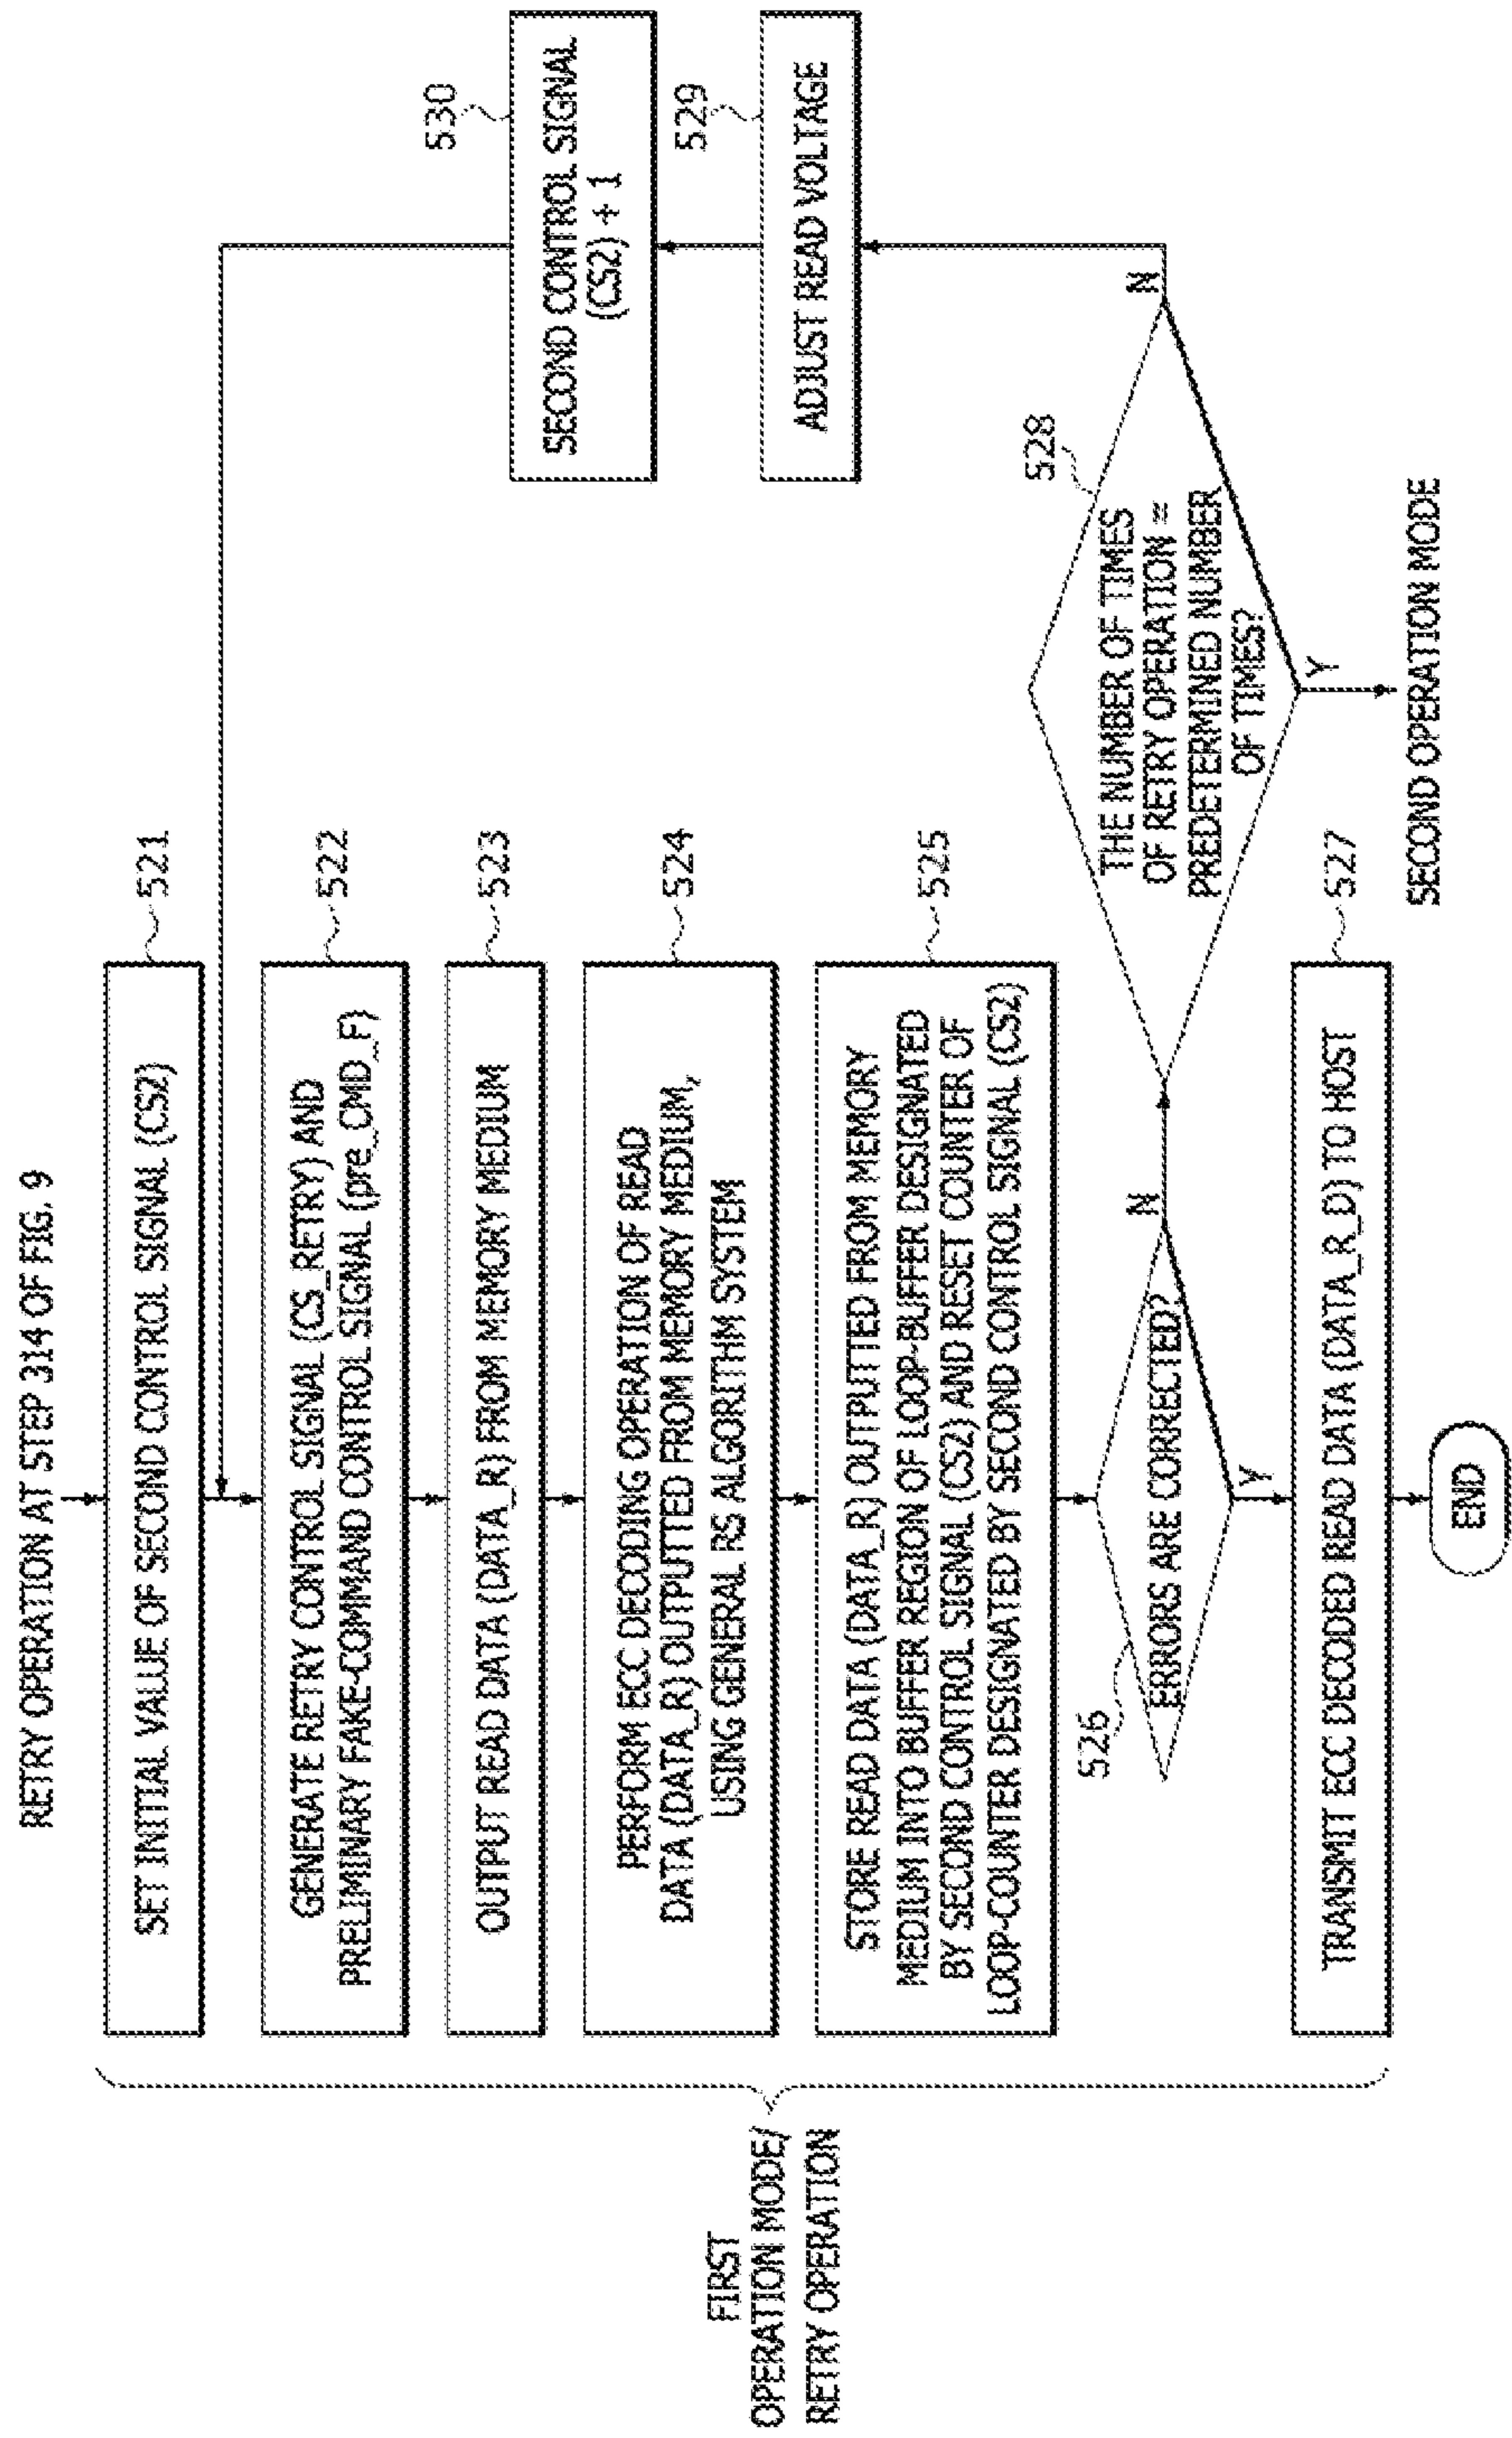 RETRY OPERATION AT STEP 314 OF FIG. 9
SET INITIAL VALUE OF SECOND CONTROL SIGNAL (CS2)
521
GENERATE RETRY CONTROL SIGNAL (CS_RETRY) AND
PRELIMINARY FAKE-COMMAND CONTROL SIGNAL (pre_CMD_F)
522
OUTPUT READ DATA (DATA_R) FROM MEMORY MEDIUM
523
PERFORM ECC DECODING OPERATION OF READ
DATA (DATA_R) OUTPUTTED FROM MEMORY MEDIUM,
USING GENERAL RS ALGORITHM SYSTEM
524
STORE READ DATA (DATA_R) OUTPUTTED FROM MEMORY
MEDIUM INTO BUFFER REGION OF LOOP-BUFFER DESIGNATED
BY SECOND CONTROL SIGNAL (CS2) AND RESET COUNTER OF
LOOP-COUNTER DESIGNATED BY SECOND CONTROL SIGNAL (CS2)
525
526
ERRORS ARE CORRECTED?
N
Y
TRANSMIT ECC DECODED READ DATA (DATA_R_D) TO HOST
527
END
THE NUMBER OF TIMES
OF RETRY OPERATION =
PREDETERMINED NUMBER
OF TIMES?
528
N
Y
SECOND OPERATION MODE
ADJUST READ VOLTAGE
529
SECOND CONTROL SIGNAL
(CS2) + 1
530
FIRST
OPERATION MODE/
RETRY OPERATION